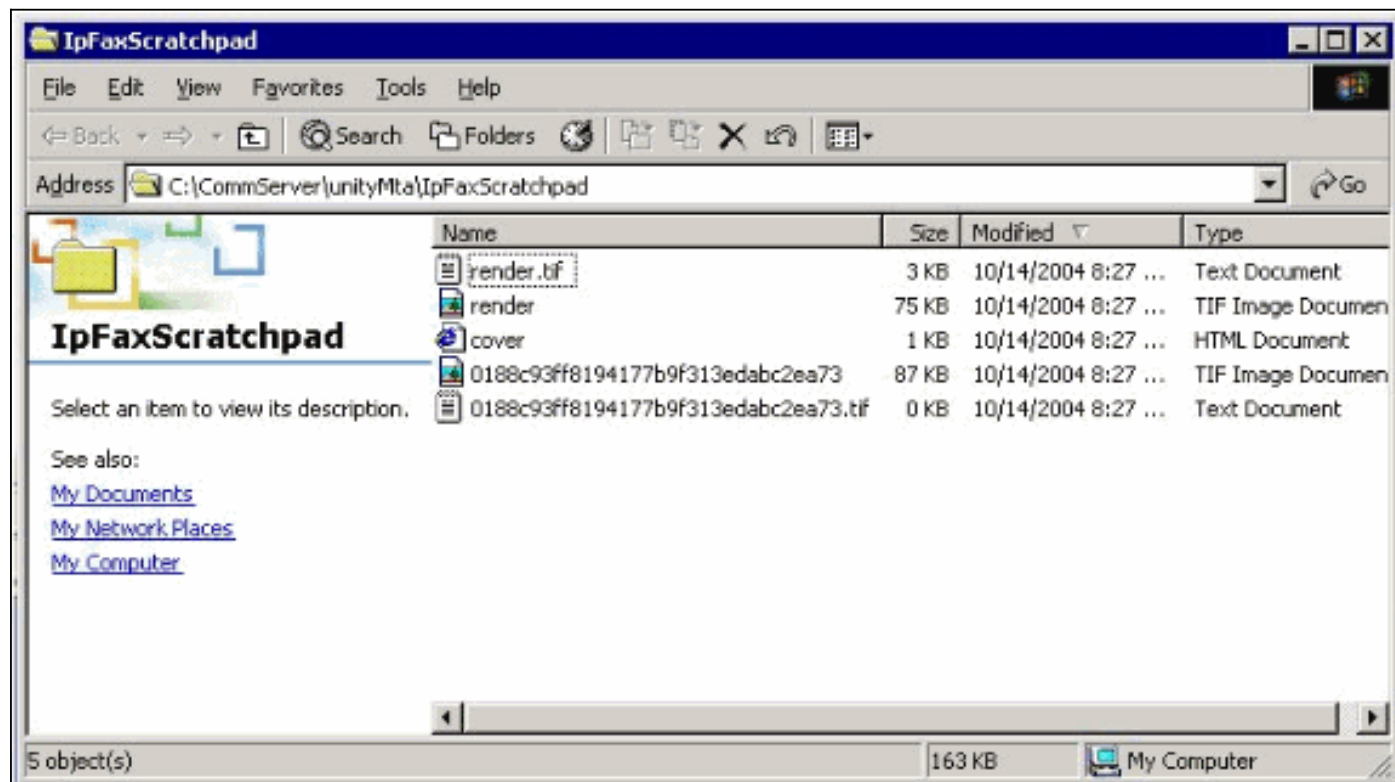 IpFaxScratchpad
File Edit View Favorites Tools Help
Back Search Folders
Address C:\CommServer\unityMta\IpFaxScratchpad Go
Name Size Modified Type
render.tif 3 KB 10/14/2004 8:27 ... Text Document
render 75 KB 10/14/2004 8:27 ... TIF Image Documen
cover 1 KB 10/14/2004 8:27 ... HTML Document
0188c93ff8194177b9f313edabc2ea73 87 KB 10/14/2004 8:27 ... TIF Image Documen
0188c93ff8194177b9f313edabc2ea73.tif 0 KB 10/14/2004 8:27 ... Text Document
IpFaxScratchpad
Select an item to view its description.
See also:
My Documents
My Network Places
My Computer
5 object(s) 163 KB My Computer